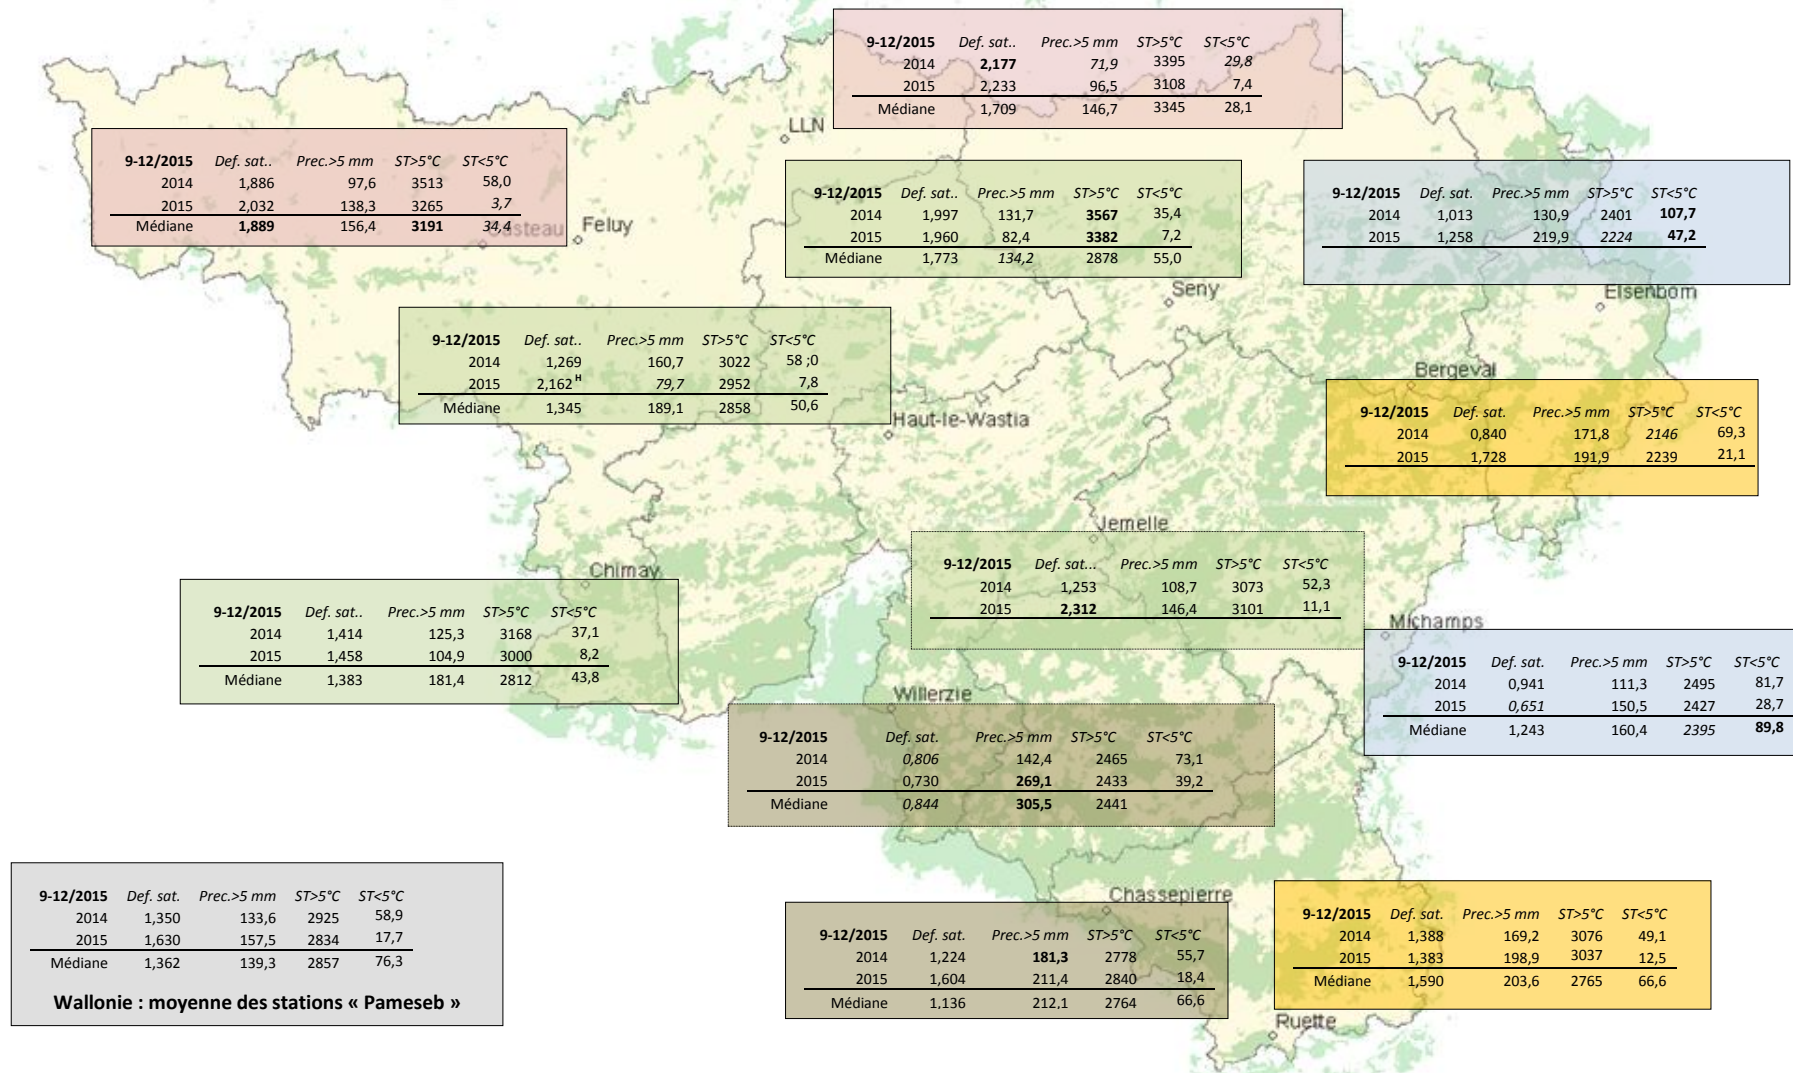 9-12/2015 Def. sat.. Prec.>5 mm ST>5°C ST<5°C
2014 2,177 71,9 3395 29,8
2015 2,233 96,5 3108 7,4
Médiane 1,709 146,7 3345 28,1
LLN
9-12/2015 Def. sat.. Prec.>5 mm ST>5°C ST<5°C
2014 1,886 97,6 3513 58,0
2015 2,032 138,3 3265 3,7
Médiane 1,889 156,4 3191 34,4
Casteau
Feluy
9-12/2015 Def. sat.. Prec.>5 mm ST>5°C ST<5°C
2014 1,997 131,7 3567 35,4
2015 1,960 82,4 3382 7,2
Médiane 1,773 134,2 2878 55,0
Seny
9-12/2015 Def. sat. Prec.>5 mm ST>5°C ST<5°C
2014 1,013 130,9 2401 107,7
2015 1,258 219,9 2224 47,2
Elsenborn
9-12/2015 Def. sat.. Prec.>5 mm ST>5°C ST<5°C
2014 1,269 160,7 3022 58 ;0
2015 2,162 H 79,7 2952 7,8
Médiane 1,345 189,1 2858 50,6
Haut-le-Wastia
Bergeval
9-12/2015 Def. sat. Prec.>5 mm ST>5°C ST<5°C
2014 0,840 171,8 2146 69,3
2015 1,728 191,9 2239 21,1
Jemelle
9-12/2015 Def. sat... Prec.>5 mm ST>5°C ST<5°C
2014 1,253 108,7 3073 52,3
2015 2,312 146,4 3101 11,1
Chimay
9-12/2015 Def. sat.. Prec.>5 mm ST>5°C ST<5°C
2014 1,414 125,3 3168 37,1
2015 1,458 104,9 3000 8,2
Médiane 1,383 181,4 2812 43,8
Michamps
9-12/2015 Def. sat. Prec.>5 mm ST>5°C ST<5°C
2014 0,941 111,3 2495 81,7
2015 0,651 150,5 2427 28,7
Médiane 1,243 160,4 2395 89,8
Willerzie
9-12/2015 Def. sat. Prec.>5 mm ST>5°C ST<5°C
2014 0,806 142,4 2465 73,1
2015 0,730 269,1 2433 39,2
Médiane 0,844 305,5 2441
9-12/2015 Def. sat. Prec.>5 mm ST>5°C ST<5°C
2014 1,350 133,6 2925 58,9
2015 1,630 157,5 2834 17,7
Médiane 1,362 139,3 2857 76,3
Wallonie : moyenne des stations « Pameseb »
Chassepierre
9-12/2015 Def. sat. Prec.>5 mm ST>5°C ST<5°C
2014 1,224 181,3 2778 55,7
2015 1,604 211,4 2840 18,4
Médiane 1,136 212,1 2764 66,6
9-12/2015 Def. sat. Prec.>5 mm ST>5°C ST<5°C
2014 1,388 169,2 3076 49,1
2015 1,383 198,9 3037 12,5
Médiane 1,590 203,6 2765 66,6
Ruette